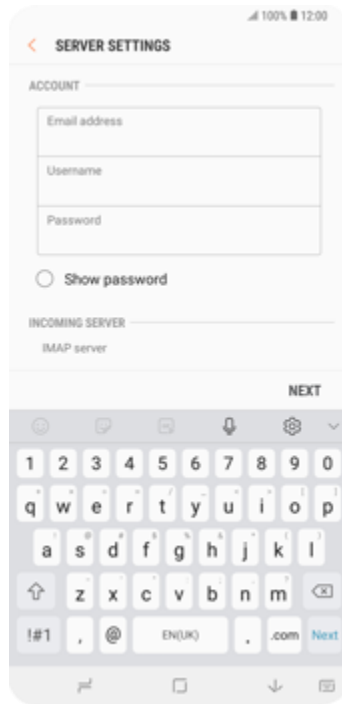 100% 12:00
SERVER SETTINGS
ACCOUNT
Email address
Username
Password
Show password
INCOMING SERVER
IMAP server
NEXT
1 2 3 4 5 6 7 8 9 0
q w e r t y u i o p
a s d f g h j k l
z x c v b n m
!#1 , @ EN(UK) . .com Next